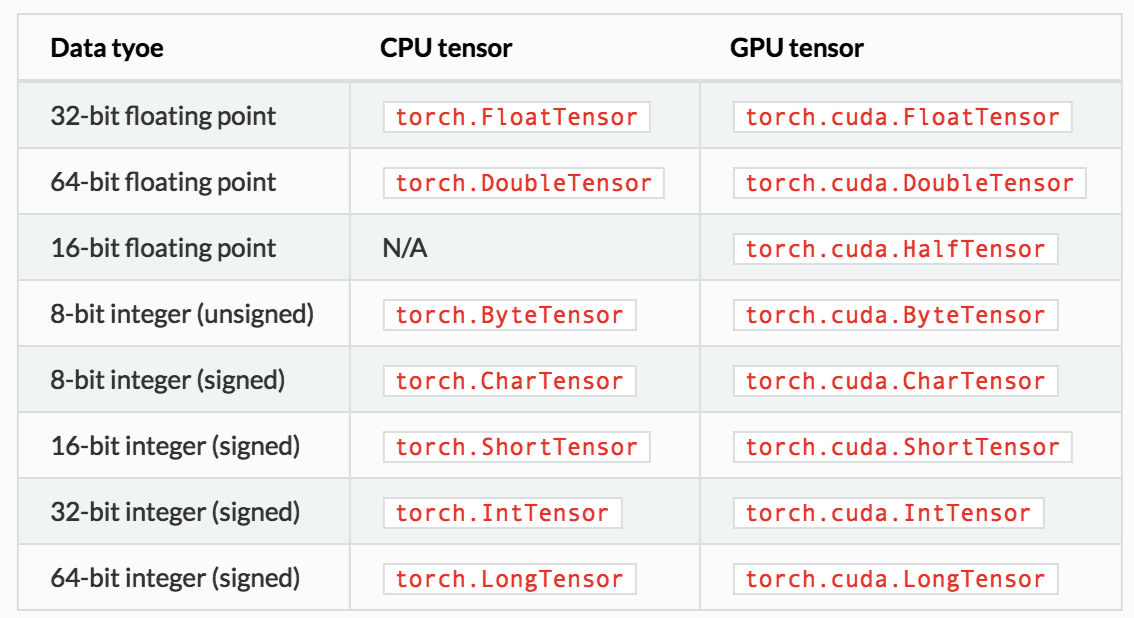 Data tyoe CPU tensor GPU tensor
32-bit floating point torch.FloatTensor torch.cuda.FloatTensor
64-bit floating point torch.DoubleTensor torch.cuda.DoubleTensor
16-bit floating point N/A torch.cuda.HalfTensor
8-bit integer (unsigned) torch.ByteTensor torch.cuda.ByteTensor
8-bit integer (signed) torch.CharTensor torch.cuda.CharTensor
16-bit integer (signed) torch.ShortTensor torch.cuda.ShortTensor
32-bit integer (signed) torch.IntTensor torch.cuda.IntTensor
64-bit integer (signed) torch.LongTensor torch.cuda.LongTensor